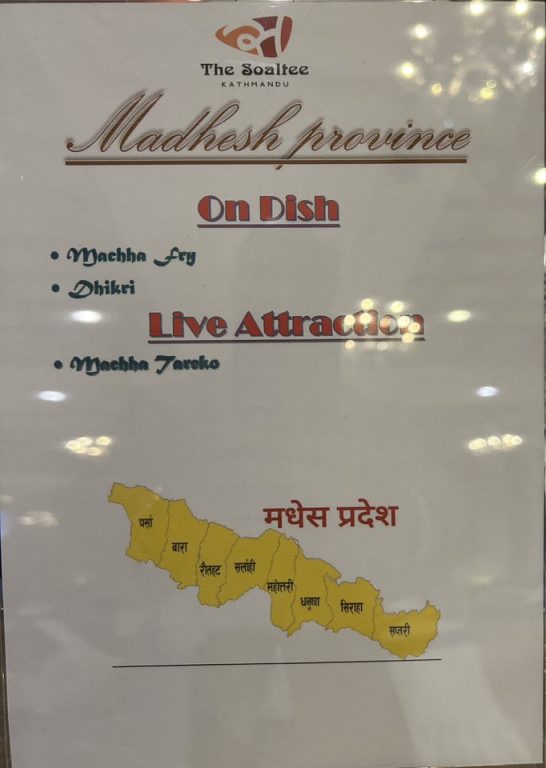 The Soaltee
KATHMANDU
Madhesh province
On Dish
• Machha Fry
• Dhikri
Live Attraction
• Machha Tareko
मधेस प्रदेश
पर्सा
बारा
रौतहट
सर्लाही
महोत्तरी
धनुषा
सिराहा
सप्तरी